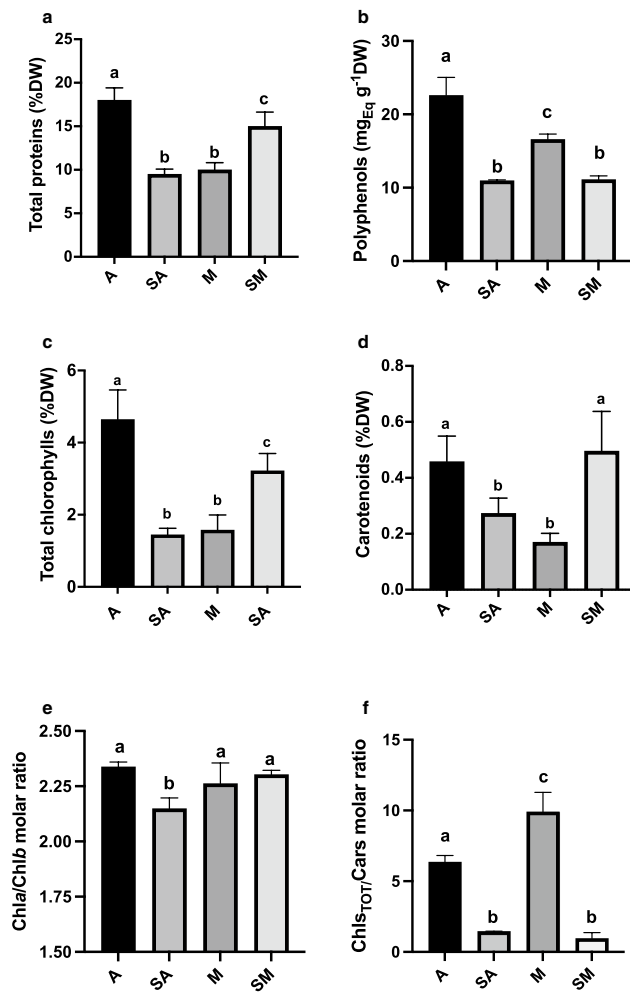 a
Total proteins (%DW)
25
20
15
10
5
0
a
b
b
c
A
SA
M
SM
b
Polyphenols (mgEq g-1DW)
30
20
10
0
a
b
c
b
A
SA
M
SM
c
Total chlorophylls (%DW)
6
4
2
0
a
b
b
c
A
SA
M
SA
d
Carotenoids (%DW)
0.8
0.6
0.4
0.2
0.0
a
b
b
a
A
SA
M
SM
e
Chla/Chlb molar ratio
2.50
2.25
2.00
1.75
1.50
a
b
a
a
A
SA
M
SM
f
ChlsTOT/Cars molar ratio
15
10
5
0
a
b
c
b
A
SA
M
SM